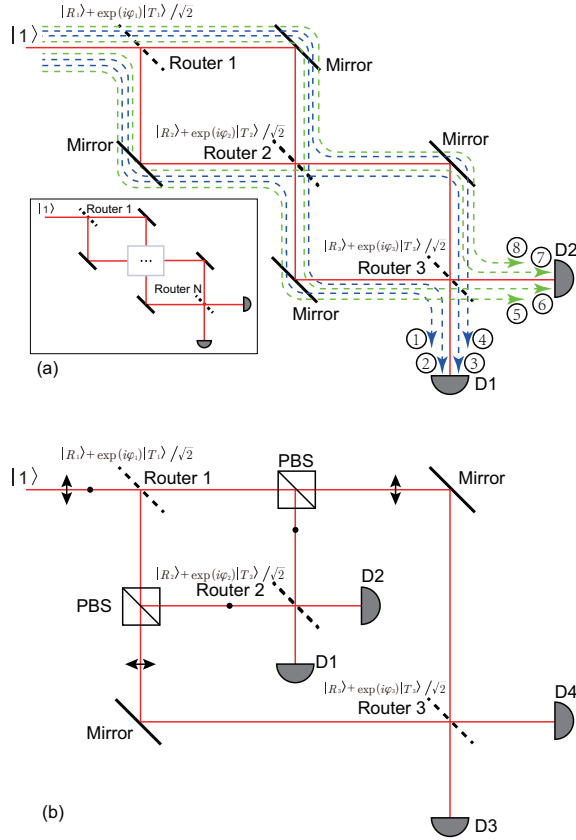 |R₁⟩+exp(iφ₁)|T₁⟩/√2
|1⟩
Router 1
Mirror
Mirror
Mirror
|R₂⟩+exp(iφ₂)|T₂⟩/√2
Router 2
|1⟩
Router 1
...
Router N
(a)
|R₃⟩+exp(iφ₃)|T₃⟩/√2
Router 3
Mirror
D2
⑧
⑦
⑥
⑤
①
②
④
③
D1
|R₁⟩+exp(iφ₁)|T₁⟩/√2
|1⟩
Router 1
PBS
Mirror
|R₂⟩+exp(iφ₂)|T₂⟩/√2
D2
PBS
Router 2
D1
|R₃⟩+exp(iφ₃)|T₃⟩/√2
Router 3
D4
Mirror
(b)
D3